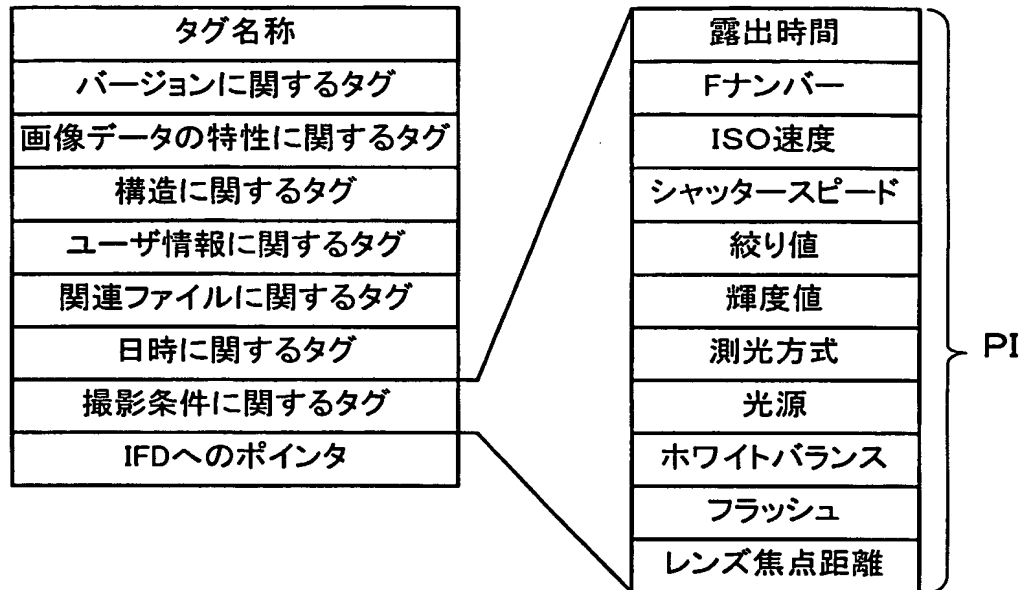 タグ名称
バージョンに関するタグ
画像データの特性に関するタグ
構造に関するタグ
ユーザ情報に関するタグ
関連ファイルに関するタグ
日時に関するタグ
撮影条件に関するタグ
IFDへのポインタ
露出時間
Fナンバー
ISO速度
シャッタースピード
絞り値
輝度値
測光方式
光源
ホワイトバランス
フラッシュ
レンズ焦点距離
PI